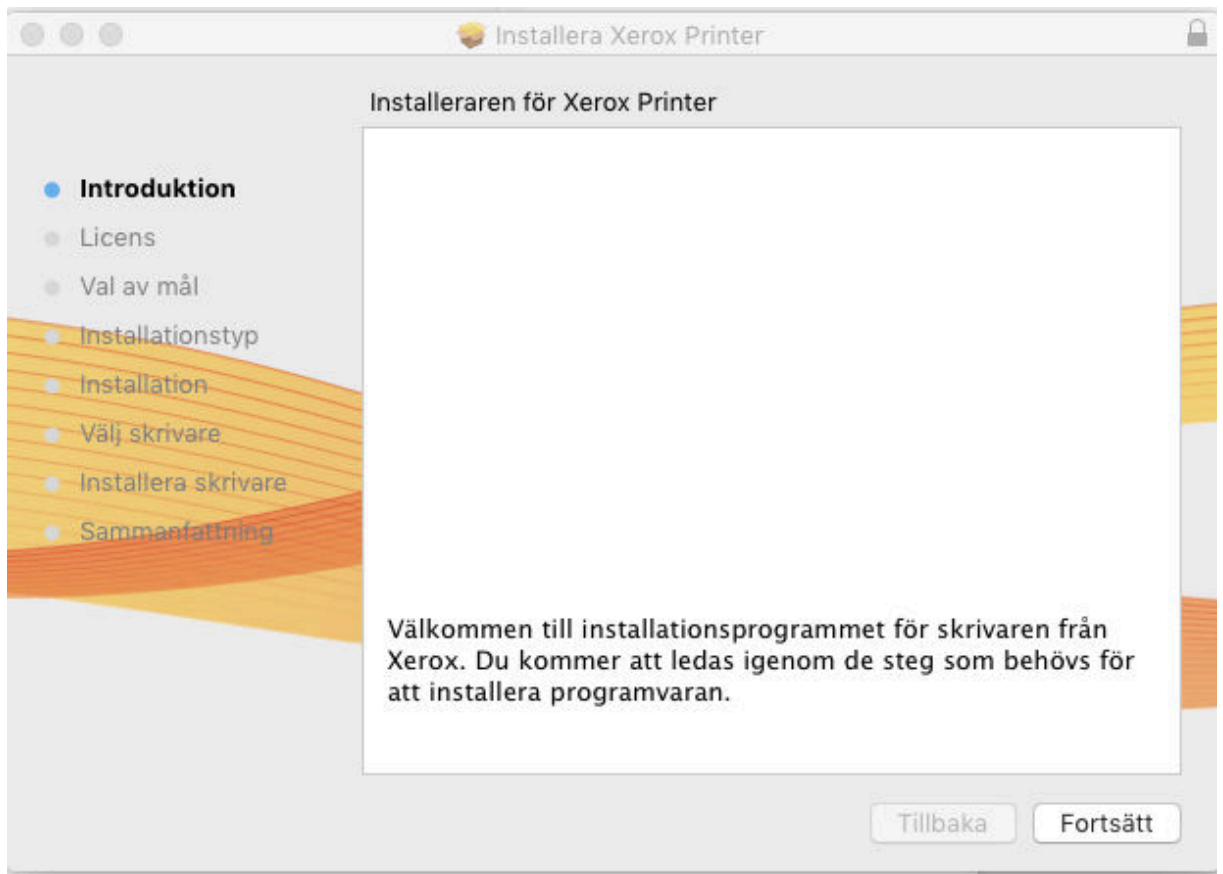 Installera Xerox Printer
Installeraren för Xerox Printer
Introduktion
Licens
Val av mål
Installationstyp
Installation
Välj skrivare
Installera skrivare
Sammanfattning
Välkommen till installationsprogrammet för skrivaren från
Xerox. Du kommer att ledas igenom de steg som behövs för
att installera programvaran.
Tillbaka
Fortsätt